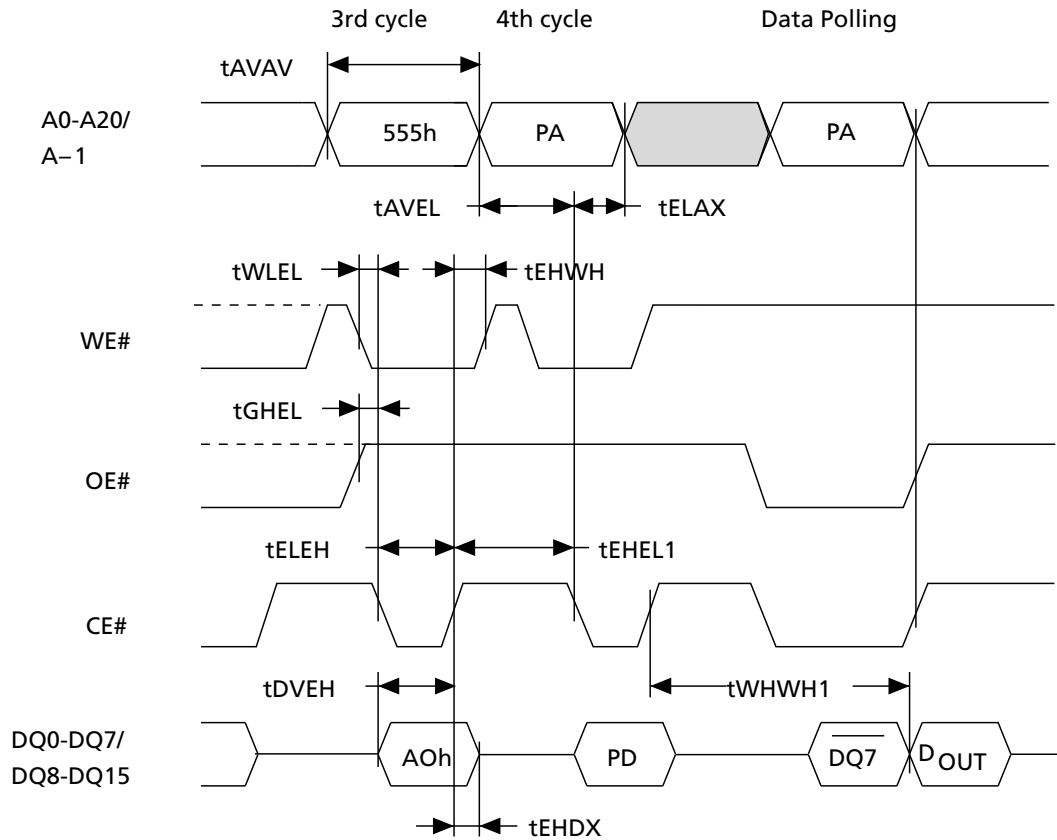 3rd cycle 4th cycle Data Polling
tAVAV
A0-A20/
A–1
555h PA PA
tAVEL tELAX
tWLEL tEHWH
WE#
tGHEL
OE#
tELEH tEHEL1
CE#
tDVEH tWHWH1
DQ0-DQ7/
DQ8-DQ15
AOh PD DQ7 DOUT
tEHDX